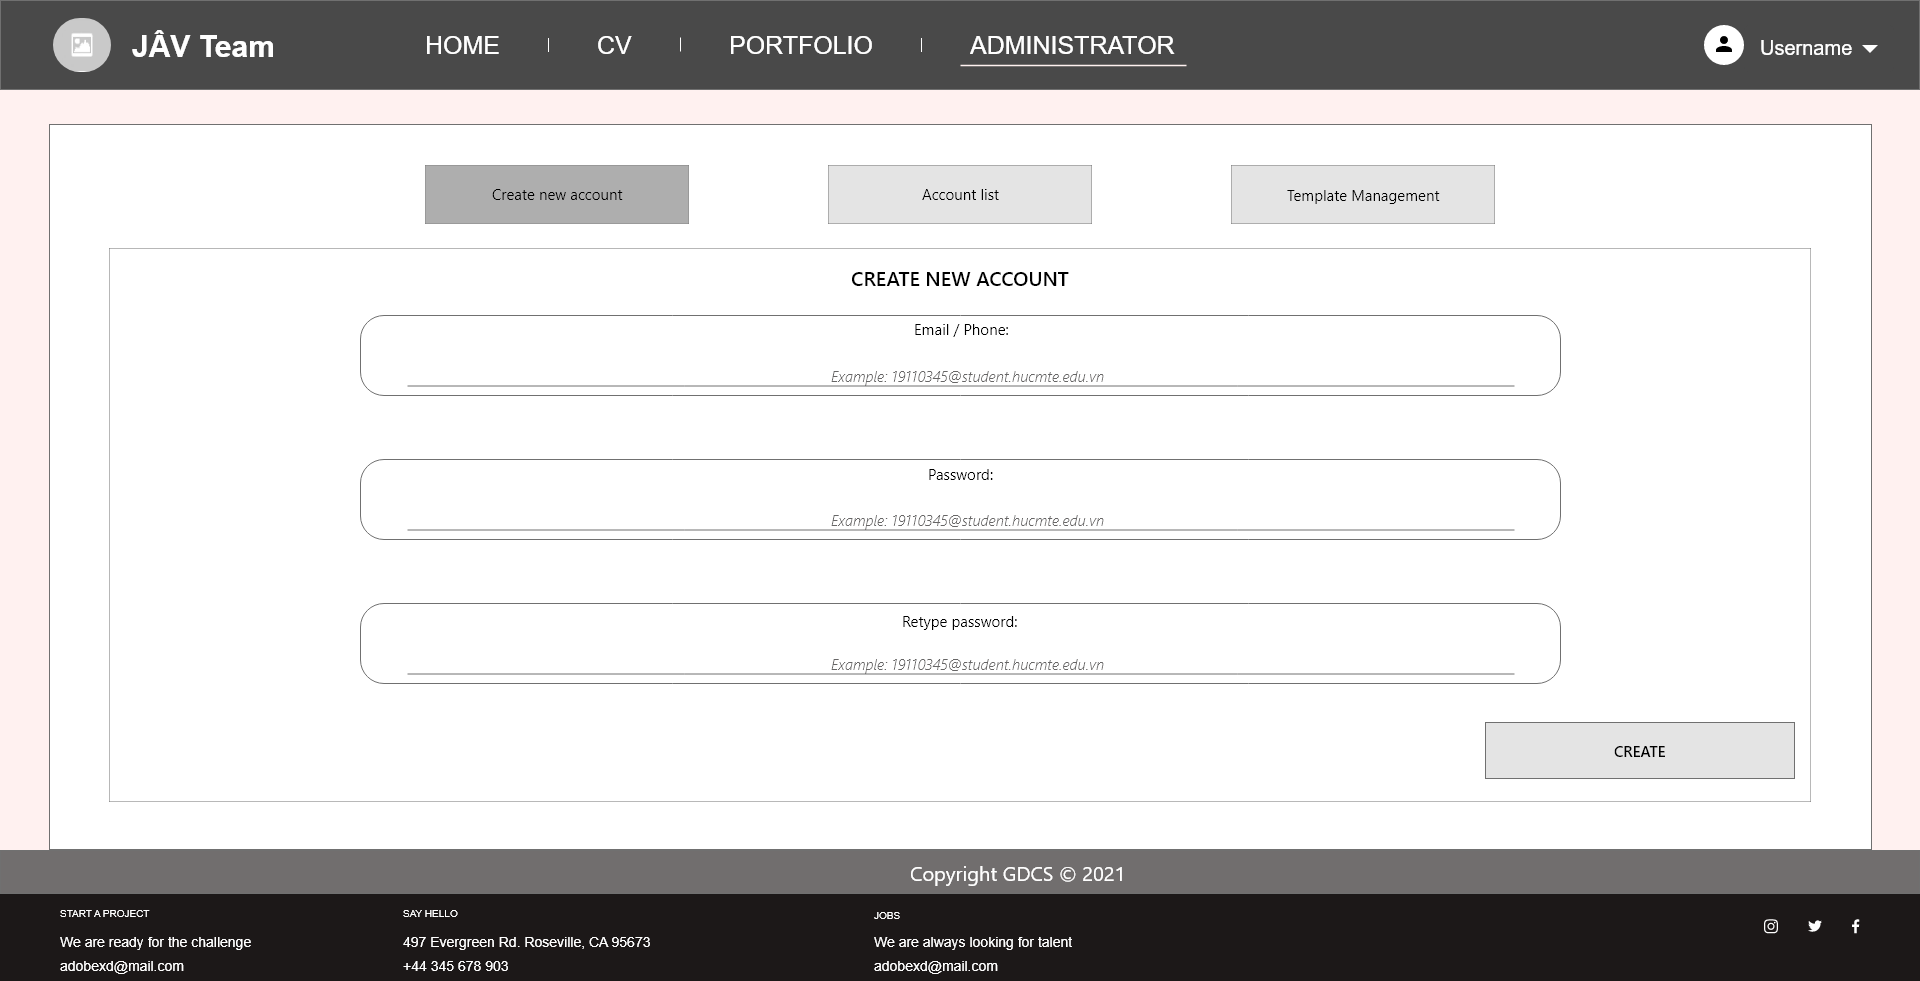 JÂV Team
HOME | CV | PORTFOLIO | ADMINISTRATOR
Username
Create new account
Account list
Template Management
CREATE NEW ACCOUNT
Email / Phone:
Example: 19110345@student.hucmte.edu.vn
Password:
Example: 19110345@student.hucmte.edu.vn
Retype password:
Example: 19110345@student.hucmte.edu.vn
CREATE
Copyright GDCS © 2021
START A PROJECT
We are ready for the challenge
adobexd@mail.com
SAY HELLO
497 Evergreen Rd. Roseville, CA 95673
+44 345 678 903
JOBS
We are always looking for talent
adobexd@mail.com